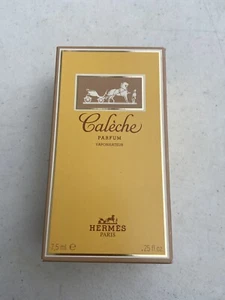 Calèche
PARFUM
VAPORISATEUR
HERMÈS
PARIS
7.5 mL e .25 fl oz.